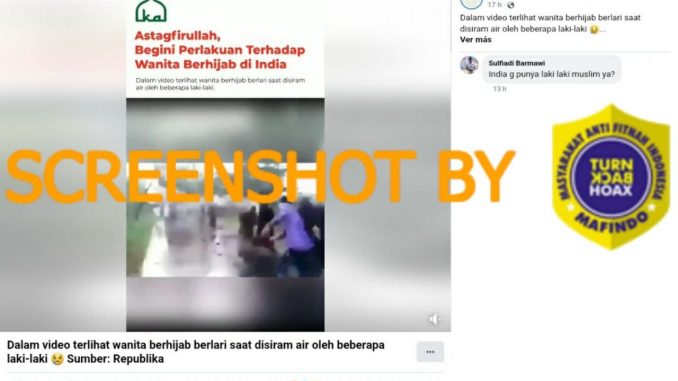 ka
Astagfirullah,
Begini Perlakuan Terhadap
Wanita Berhijab di India
Dalam video terlihat wanita berhijab berlari saat disiram
air oleh beberapa laki-laki.
SCREENSHOT BY
Dalam video terlihat wanita berhijab berlari saat disiram air oleh beberapa
laki-laki 😢 Sumber: Republika
...
17 h ·
Dalam video terlihat wanita berhijab berlari saat
disiram air oleh beberapa laki-laki 😢...
Ver más
Sulfiadi Barmawi
India g punya laki laki muslim ya?
13 h
MASYARAKAT ANTI FITNAH INDONESIA
TURN
BACK
HOAX
MAFINDO